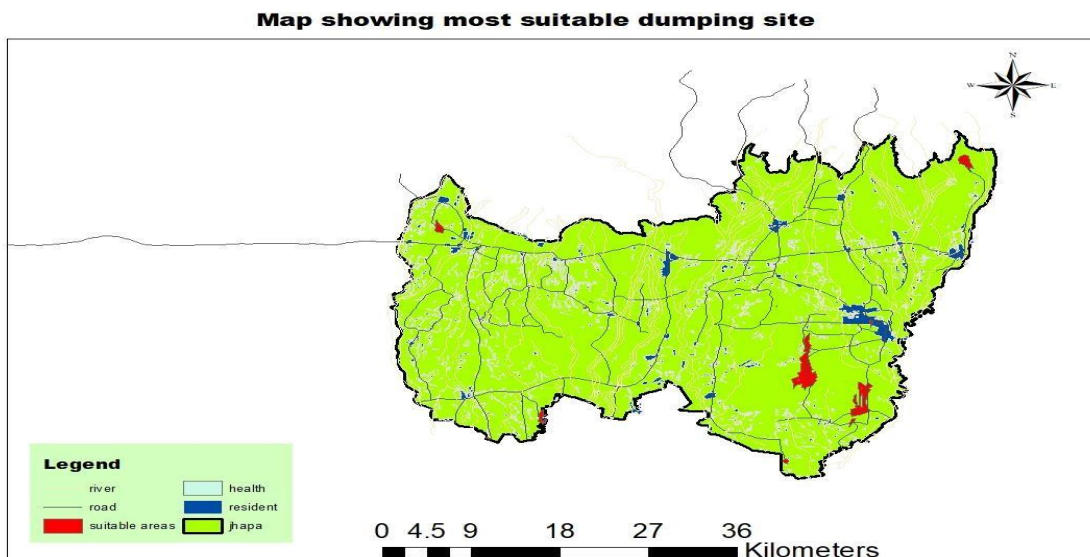 Map showing most suitable dumping site
N
W E
S
Legend
river health
road resident
suitable areas jhapa
0 4.5 9 18 27 36
Kilometers